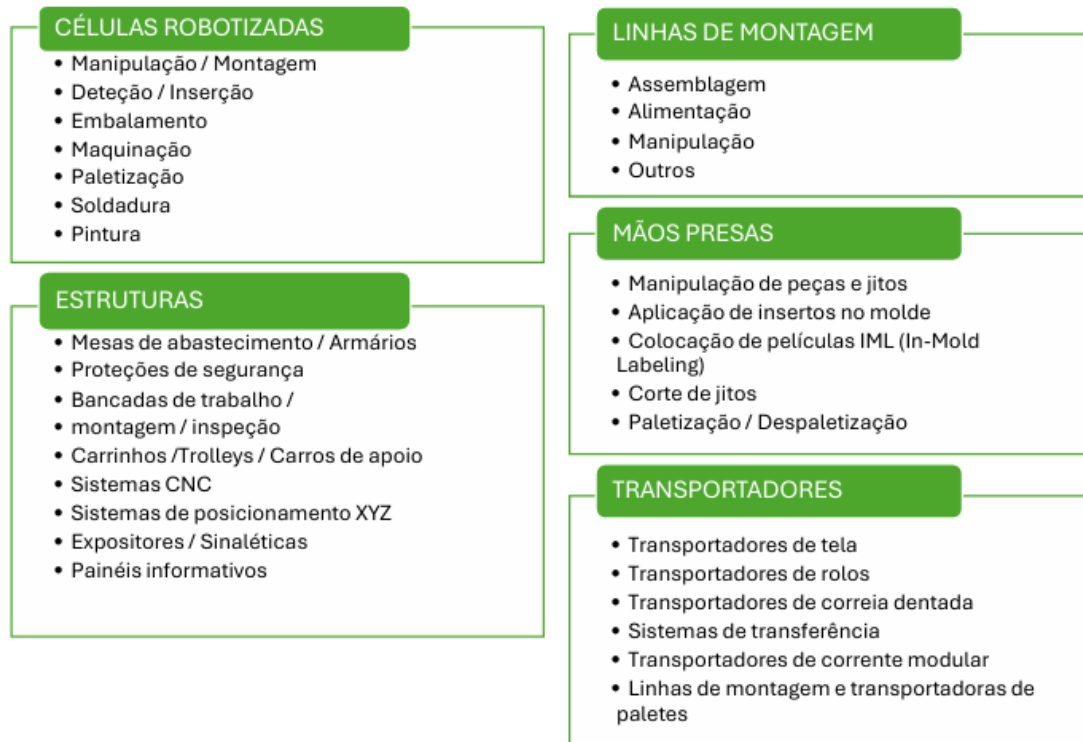 CÉLULAS ROBOTIZADAS
• Manipulação / Montagem
• Deteção / Inserção
• Embalamento
• Maquinação
• Paletização
• Soldadura
• Pintura
ESTRUTURAS
• Mesas de abastecimento / Armários
• Proteções de segurança
• Bancadas de trabalho /
• montagem / inspeção
• Carrinhos /Trolleys / Carros de apoio
• Sistemas CNC
• Sistemas de posicionamento XYZ
• Expositores / Sinaléticas
• Painéis informativos
LINHAS DE MONTAGEM
• Assemblagem
• Alimentação
• Manipulação
• Outros
MÃOS PRESAS
• Manipulação de peças e jitos
• Aplicação de insertos no molde
• Colocação de películas IML (In-Mold
Labeling)
• Corte de jitos
• Paletização / Despaletização
TRANSPORTADORES
• Transportadores de tela
• Transportadores de rolos
• Transportadores de correia dentada
• Sistemas de transferência
• Transportadores de corrente modular
• Linhas de montagem e transportadoras de
paletes